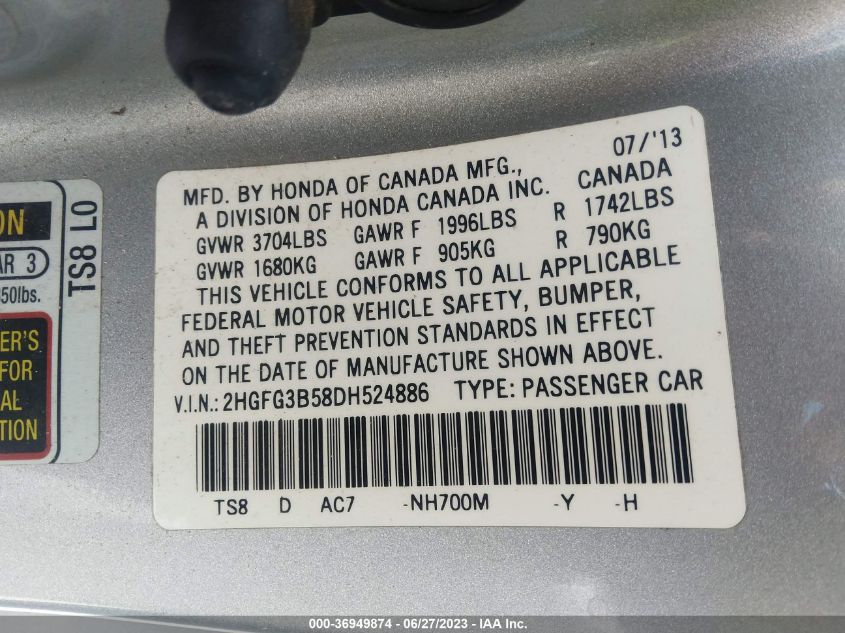 07/'13
MFD. BY HONDA OF CANADA MFG.,
A DIVISION OF HONDA CANADA INC. CANADA
GVWR 3704LBS GAWR F 1996LBS R 1742LBS
GVWR 1680KG GAWR F 905KG R 790KG
THIS VEHICLE CONFORMS TO ALL APPLICABLE
FEDERAL MOTOR VEHICLE SAFETY, BUMPER,
AND THEFT PREVENTION STANDARDS IN EFFECT
ON THE DATE OF MANUFACTURE SHOWN ABOVE.
V.I.N.: 2HGFG3B58DH524886 TYPE: PASSENGER CAR
TS8 D AC7 -NH700M -Y -H
ON
AR 3
50lbs.
ER'S
FOR
AL
TION
TS8 L0
000-36949874 - 06/27/2023 - IAA Inc.